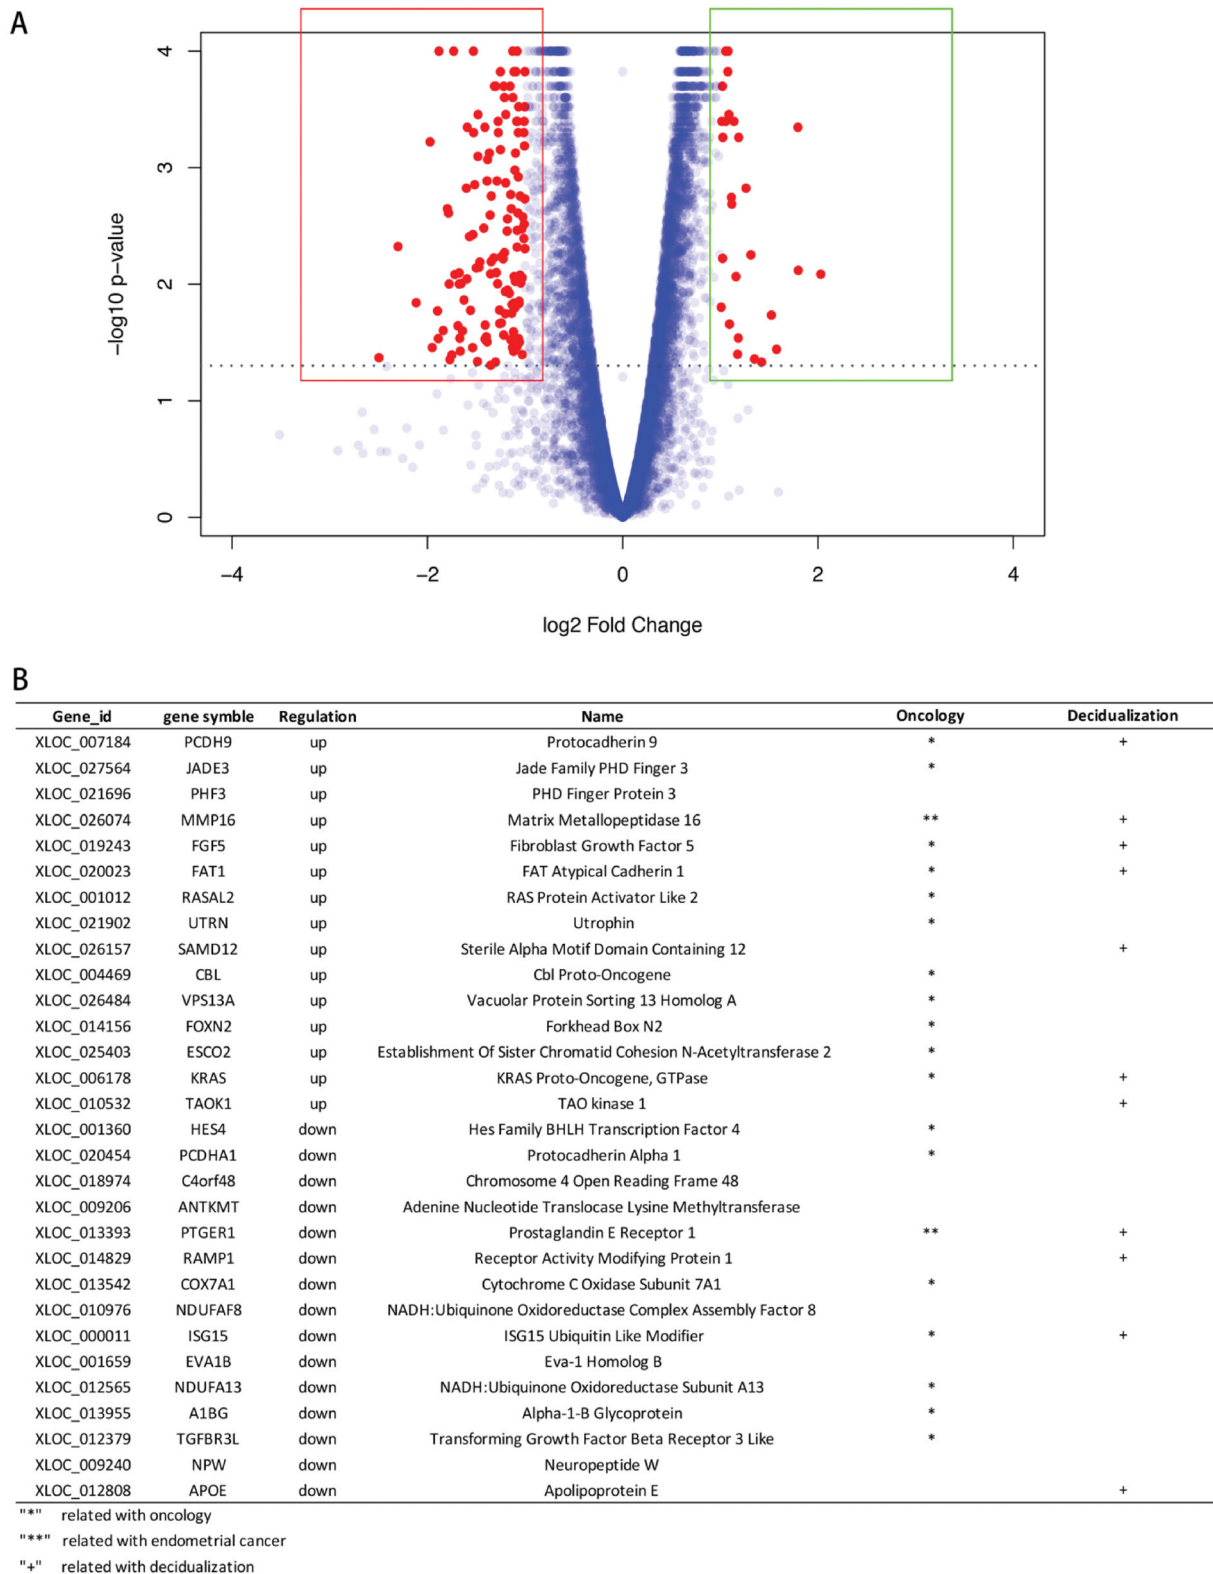 A
4
3
2
1
0
−log10 p−value
−4 −2 0 2 4
log2 Fold Change
B
Gene_id gene symble Regulation Name Oncology Decidualization
XLOC_007184 PCDH9 up Protocadherin 9 * +
XLOC_027564 JADE3 up Jade Family PHD Finger 3 *
XLOC_021696 PHF3 up PHD Finger Protein 3
XLOC_026074 MMP16 up Matrix Metallopeptidase 16 ** +
XLOC_019243 FGF5 up Fibroblast Growth Factor 5 * +
XLOC_020023 FAT1 up FAT Atypical Cadherin 1 * +
XLOC_001012 RASAL2 up RAS Protein Activator Like 2 *
XLOC_021902 UTRN up Utrophin *
XLOC_026157 SAMD12 up Sterile Alpha Motif Domain Containing 12 +
XLOC_004469 CBL up Cbl Proto-Oncogene *
XLOC_026484 VPS13A up Vacuolar Protein Sorting 13 Homolog A *
XLOC_014156 FOXN2 up Forkhead Box N2 *
XLOC_025403 ESCO2 up Establishment Of Sister Chromatid Cohesion N-Acetyltransferase 2 *
XLOC_006178 KRAS up KRAS Proto-Oncogene, GTPase * +
XLOC_010532 TAOK1 up TAO kinase 1 +
XLOC_001360 HES4 down Hes Family BHLH Transcription Factor 4 *
XLOC_020454 PCDHA1 down Protocadherin Alpha 1 *
XLOC_018974 C4orf48 down Chromosome 4 Open Reading Frame 48
XLOC_009206 ANTKMT down Adenine Nucleotide Translocase Lysine Methyltransferase
XLOC_013393 PTGER1 down Prostaglandin E Receptor 1 ** +
XLOC_014829 RAMP1 down Receptor Activity Modifying Protein 1 +
XLOC_013542 COX7A1 down Cytochrome C Oxidase Subunit 7A1 *
XLOC_010976 NDUFAF8 down NADH:Ubiquinone Oxidoreductase Complex Assembly Factor 8
XLOC_000011 ISG15 down ISG15 Ubiquitin Like Modifier * +
XLOC_001659 EVA1B down Eva-1 Homolog B
XLOC_012565 NDUFA13 down NADH:Ubiquinone Oxidoreductase Subunit A13 *
XLOC_013955 A1BG down Alpha-1-B Glycoprotein *
XLOC_012379 TGFBR3L down Transforming Growth Factor Beta Receptor 3 Like *
XLOC_009240 NPW down Neuropeptide W
XLOC_012808 APOE down Apolipoprotein E +
"*" related with oncology
"**" related with endometrial cancer
"+" related with decidualization